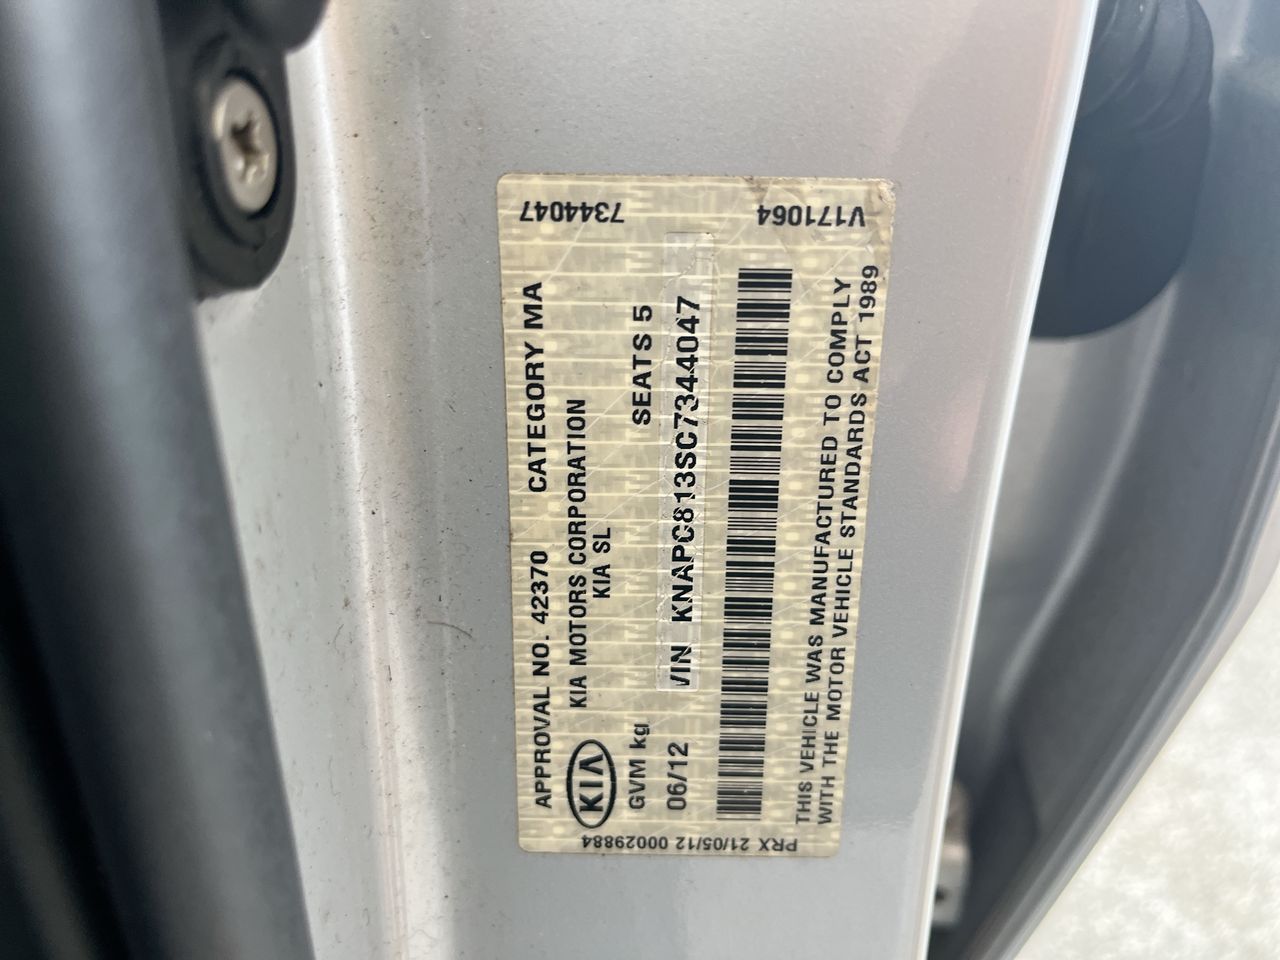 7344047
V171064
APPROVAL NO. 42370 CATEGORY MA
KIA MOTORS CORPORATION
KIA SL
KIA
GVM kg SEATS 5
06/12 VIN KNAPC813SC7344047
THIS VEHICLE WAS MANUFACTURED TO COMPLY
WITH THE MOTOR VEHICLE STANDARDS ACT 1989
PRX 21/05/12 00029884